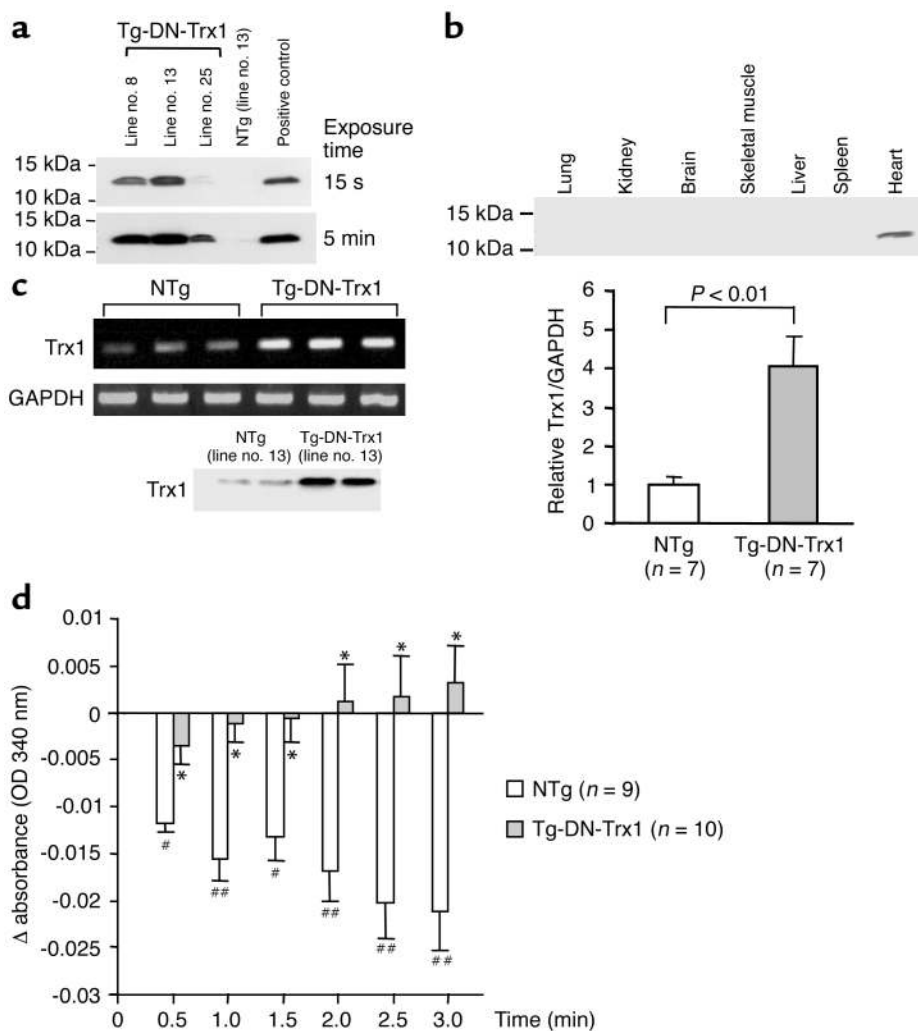 a
Tg-DN-Trx1
Line no. 8
Line no. 13
Line no. 25
NTg (line no. 13)
Positive control
Exposure
time
15 kDa
10 kDa
15 s
15 kDa
10 kDa
5 min
b
Lung
Kidney
Brain
Skeletal muscle
Liver
Spleen
Heart
15 kDa
10 kDa
c
NTg Tg-DN-Trx1
Trx1
GAPDH
NTg Tg-DN-Trx1
(line no. 13) (line no. 13)
Trx1
Relative Trx1/GAPDH
6
5
4
3
2
1
0
P < 0.01
NTg Tg-DN-Trx1
(n = 7) (n = 7)
d
Δ absorbance (OD 340 nm)
0.01
0.005
0
-0.005
-0.01
-0.015
-0.02
-0.025
-0.03
* * *
* * *
# ## # ## ## ##
NTg (n = 9)
Tg-DN-Trx1 (n = 10)
0 0.5 1.0 1.5 2.0 2.5 3.0 Time (min)